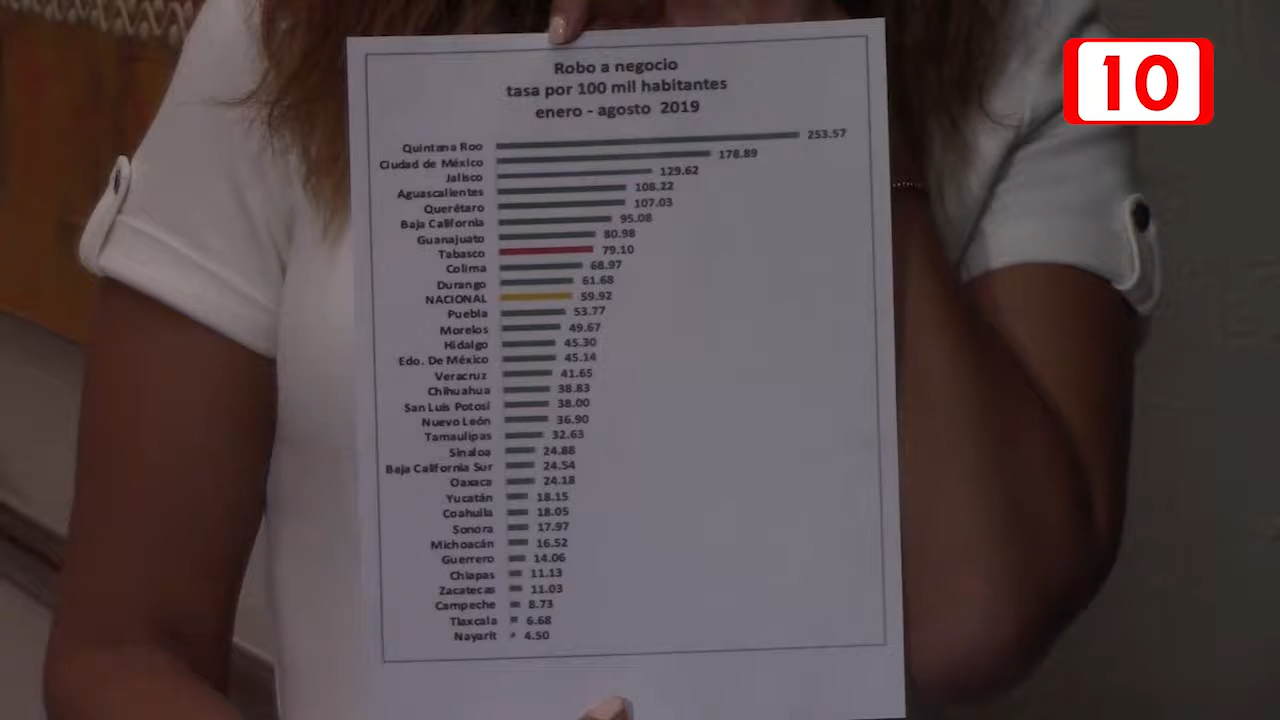 10
Robo a negocio
tasa por 100 mil habitantes
enero - agosto 2019
Quintana Roo 253.57
Ciudad de México 178.89
Jalisco 129.62
Aguascalientes 108.22
Querétaro 107.03
Baja California 95.08
Guanajuato 80.98
Tabasco 79.10
Colima 68.97
Durango 61.68
NACIONAL 59.92
Puebla 53.77
Morelos 49.67
Hidalgo 45.30
Edo. De México 45.14
Veracruz 41.65
Chihuahua 38.83
San Luis Potosí 38.00
Nuevo León 36.90
Tamaulipas 32.63
Sinaloa 24.88
Baja California Sur 24.54
Oaxaca 24.18
Yucatán 18.15
Coahuila 18.05
Sonora 17.97
Michoacán 16.52
Guerrero 14.06
Chiapas 11.13
Zacatecas 11.03
Campeche 8.73
Tlaxcala 6.68
Nayarit 4.50